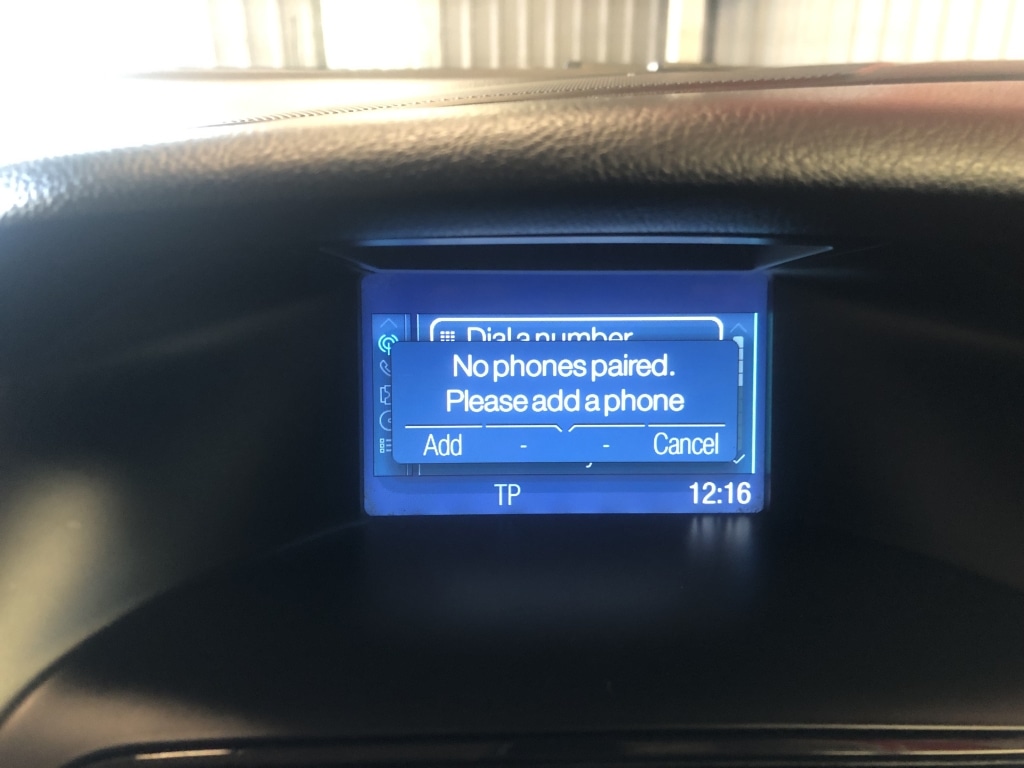 Dial a number
No phones paired.
Please add a phone
Add - - Cancel
TP 12:16